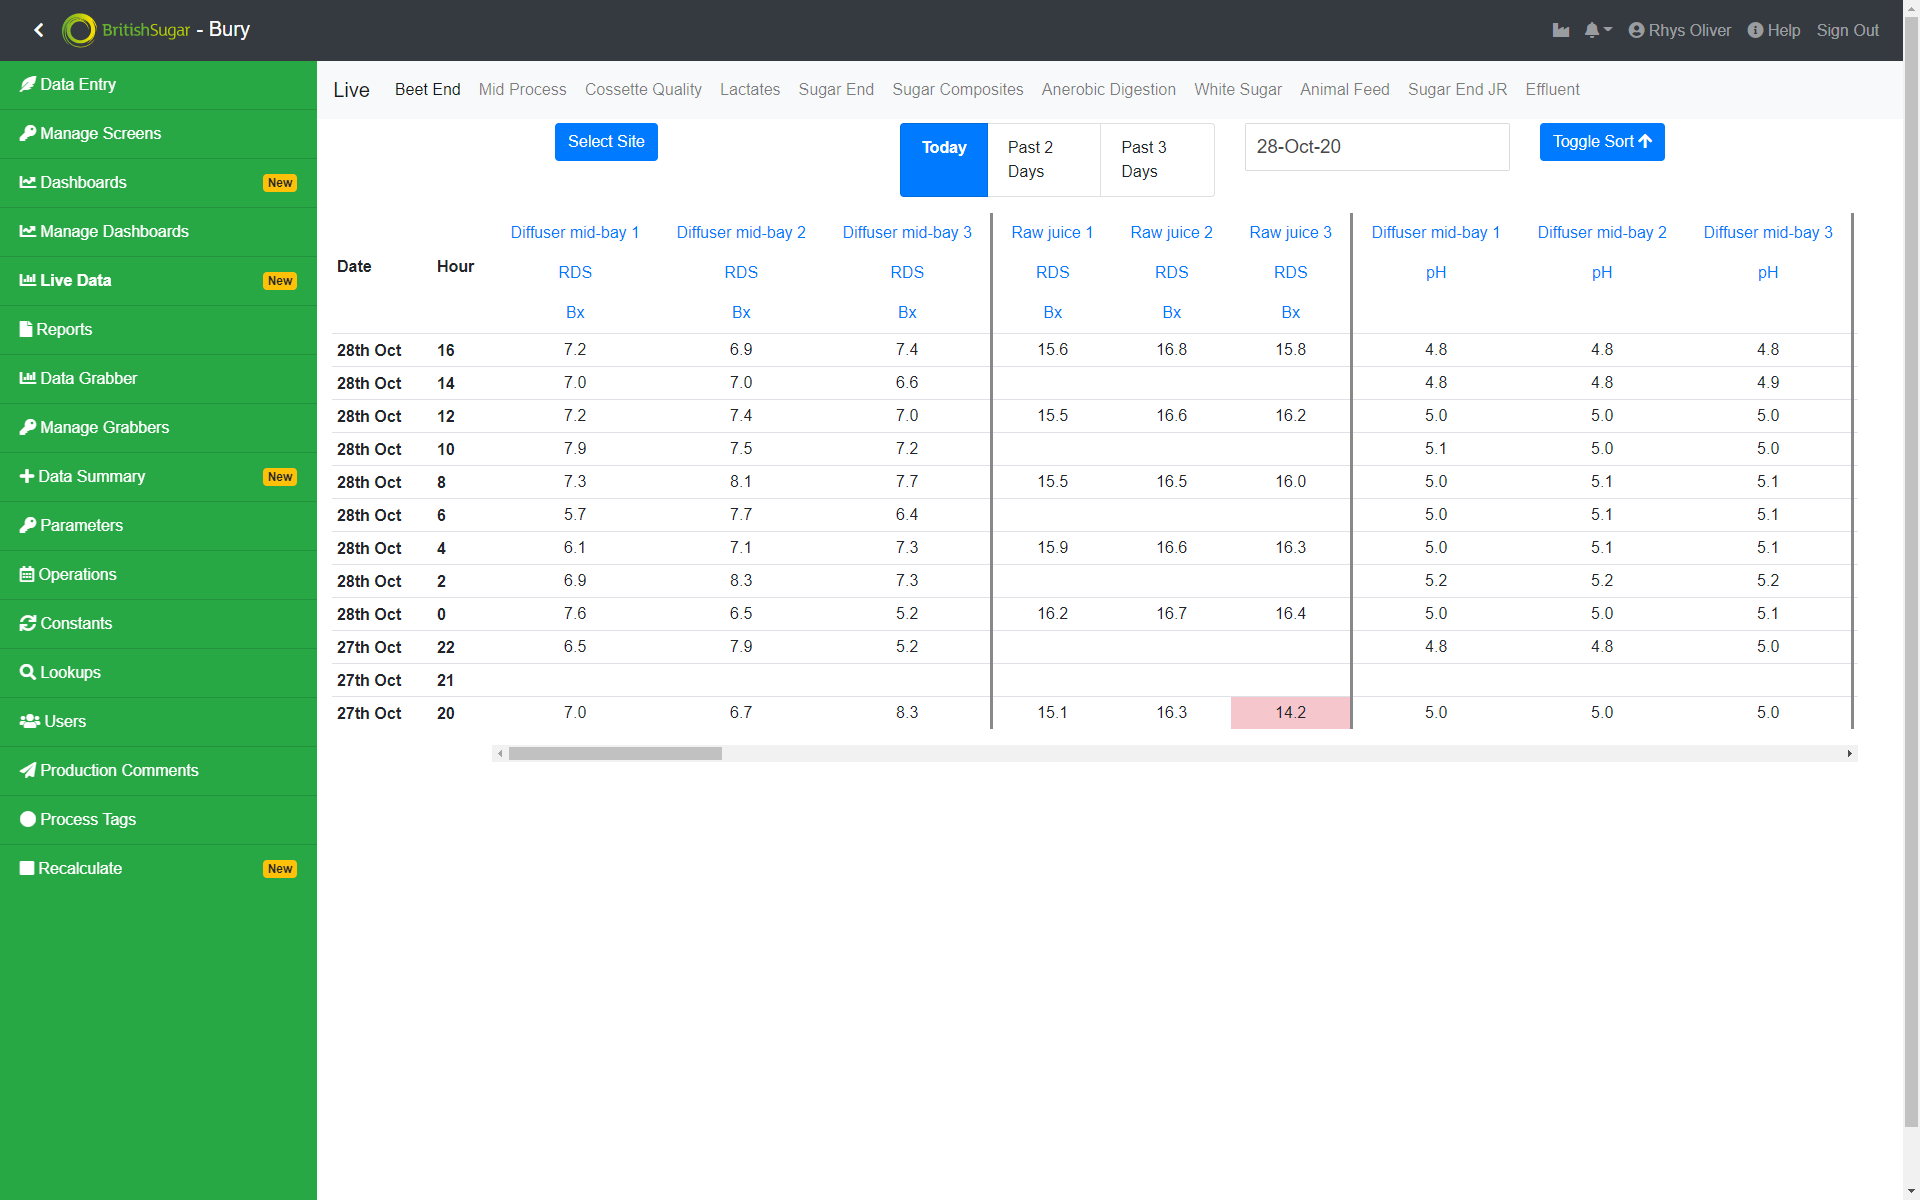 BritishSugar - Bury
Rhys Oliver Help Sign Out
Data Entry
Manage Screens
Dashboards New
Manage Dashboards
Live Data New
Reports
Data Grabber
Manage Grabbers
Data Summary New
Parameters
Operations
Constants
Lookups
Users
Production Comments
Process Tags
Recalculate New
Live Beet End Mid Process Cossette Quality Lactates Sugar End Sugar Composites Anerobic Digestion White Sugar Animal Feed Sugar End JR Effluent
Select Site
Today
Past 2
Days
Past 3
Days
28-Oct-20
Toggle Sort
Diffuser mid-bay 1 Diffuser mid-bay 2 Diffuser mid-bay 3 Raw juice 1 Raw juice 2 Raw juice 3 Diffuser mid-bay 1 Diffuser mid-bay 2 Diffuser mid-bay 3
Date Hour
RDS RDS RDS RDS RDS RDS pH pH pH
Bx Bx Bx Bx Bx Bx
28th Oct 16 7.2 6.9 7.4 15.6 16.8 15.8 4.8 4.8 4.8
28th Oct 14 7.0 7.0 6.6 4.8 4.8 4.9
28th Oct 12 7.2 7.4 7.0 15.5 16.6 16.2 5.0 5.0 5.0
28th Oct 10 7.9 7.5 7.2 5.1 5.0 5.0
28th Oct 8 7.3 8.1 7.7 15.5 16.5 16.0 5.0 5.1 5.1
28th Oct 6 5.7 7.7 6.4 5.0 5.1 5.1
28th Oct 4 6.1 7.1 7.3 15.9 16.6 16.3 5.0 5.1 5.1
28th Oct 2 6.9 8.3 7.3 5.2 5.2 5.2
28th Oct 0 7.6 6.5 5.2 16.2 16.7 16.4 5.0 5.0 5.1
27th Oct 22 6.5 7.9 5.2 4.8 4.8 5.0
27th Oct 21
27th Oct 20 7.0 6.7 8.3 15.1 16.3 14.2 5.0 5.0 5.0